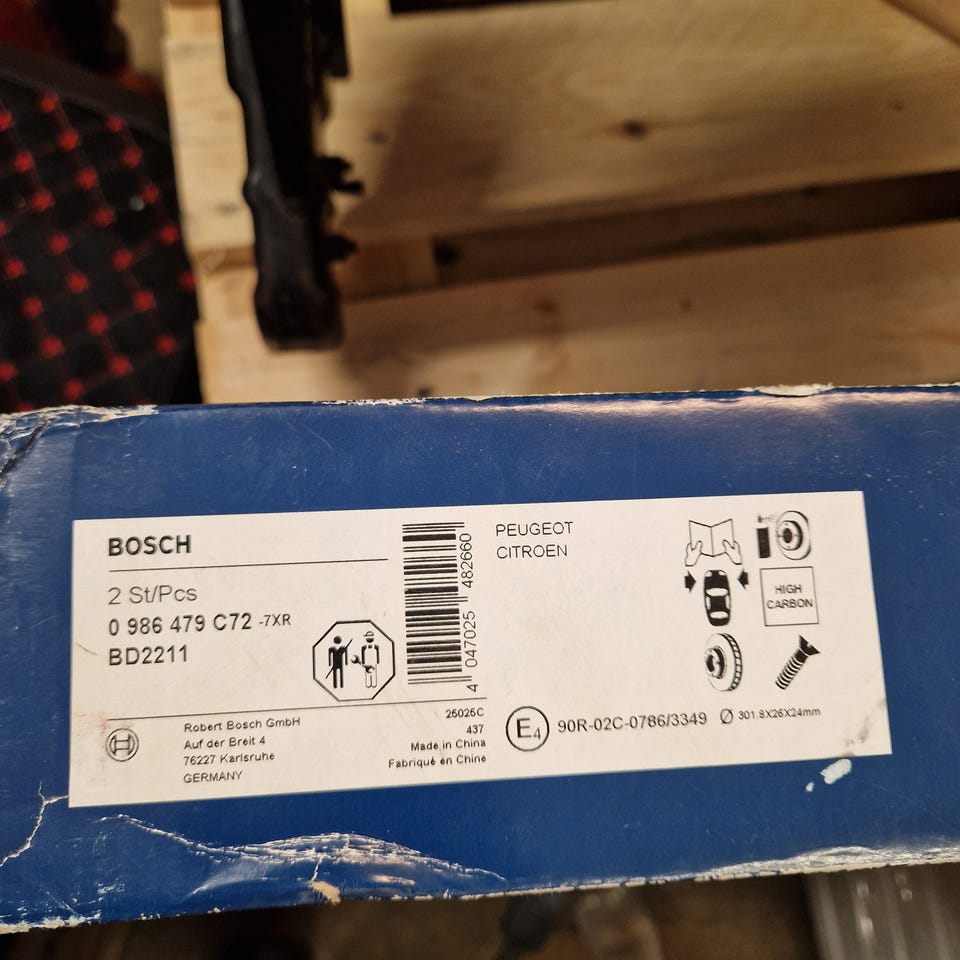 BOSCH
2 St/Pcs
0 986 479 C72 -7XR
BD2211
4 047025 482660
PEUGEOT
CITROEN
HIGH
CARBON
Robert Bosch GmbH
Auf der Breit 4
76227 Karlsruhe
GERMANY
25026C
437
Made in China
Fabriqué en Chine
E4 90R-02C-0786/3349 Ø 301.8X26X24mm